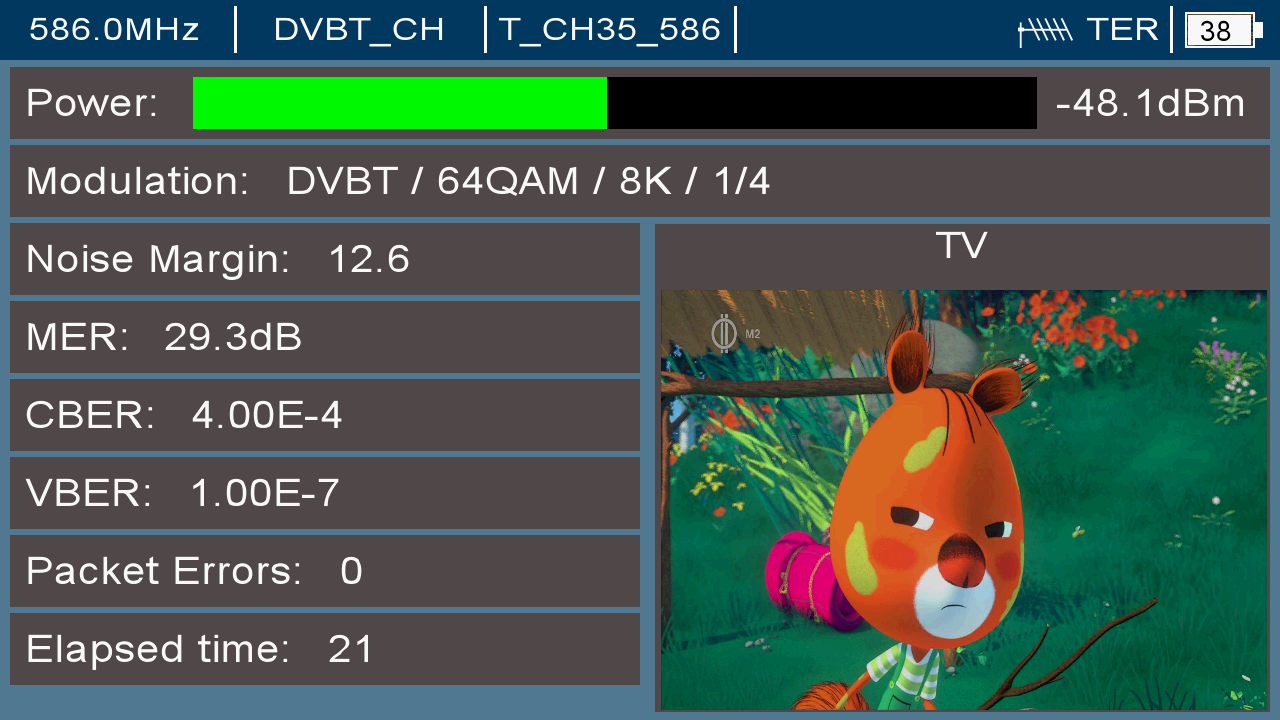 586.0MHz DVBT_CH T_CH35_586 TER 38
Power: -48.1dBm
Modulation: DVBT / 64QAM / 8K / 1/4
Noise Margin: 12.6
MER: 29.3dB
CBER: 4.00E-4
VBER: 1.00E-7
Packet Errors: 0
Elapsed time: 21
TV
M2